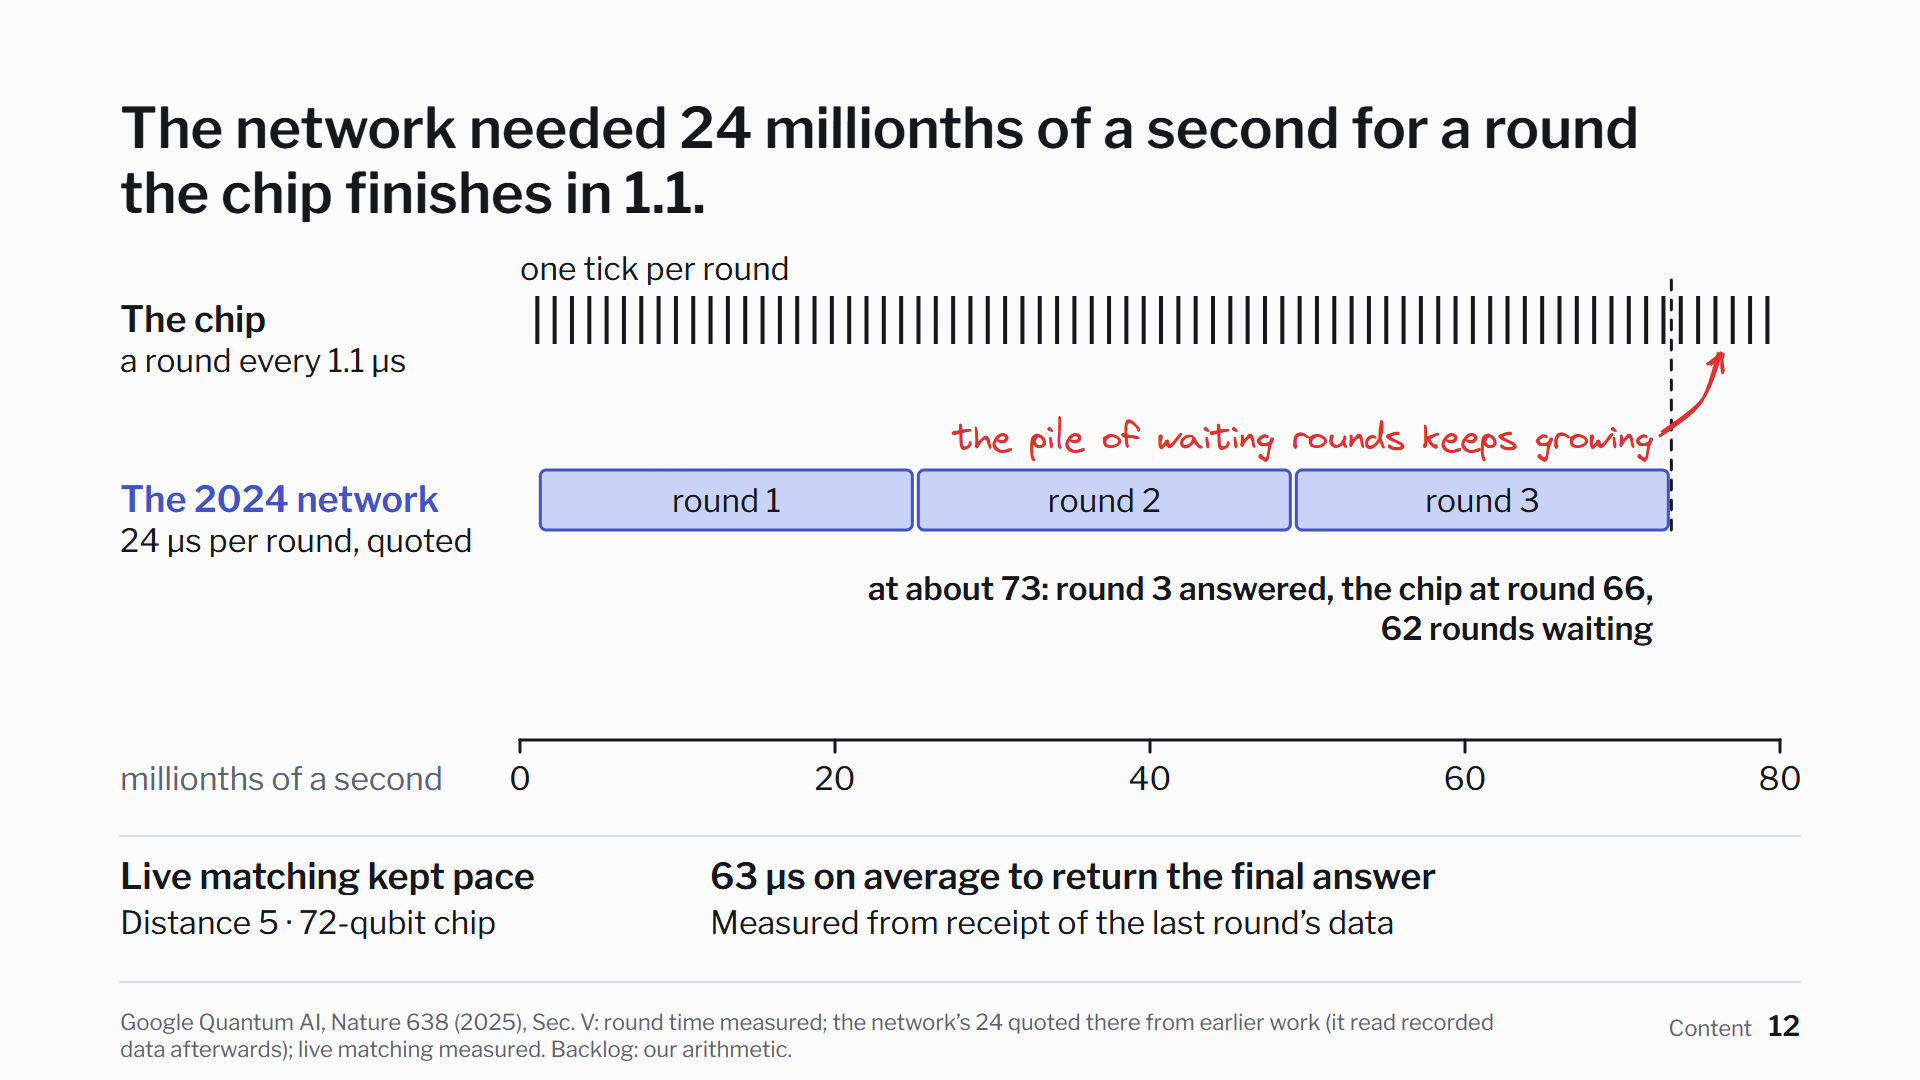 The network needed 24 millionths of a second for a round
the chip finishes in 1.1.
one tick per round
The chip
a round every 1.1 µs
the pile of waiting rounds keeps growing
The 2024 network
24 µs per round, quoted
round 1
round 2
round 3
at about 73: round 3 answered, the chip at round 66,
62 rounds waiting
millionths of a second
0
20
40
60
80
Live matching kept pace
Distance 5 · 72-qubit chip
63 µs on average to return the final answer
Measured from receipt of the last round’s data
Google Quantum AI, Nature 638 (2025), Sec. V: round time measured; the network’s 24 quoted there from earlier work (it read recorded
data afterwards); live matching measured. Backlog: our arithmetic.
Content 12